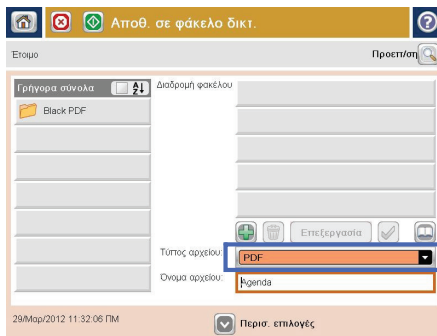 Αποθ. σε φάκελο δικτ.
Έτοιμο
Προεπ/ση
Γρήγορα σύνολα
Διαδρομή φακέλου
Black PDF
Επεξεργασία
Τύπος αρχείου:
PDF
Όνομα αρχείου:
Agenda
29/Μαρ/2012 11:32:06 ΠΜ
Περισ. επιλογές